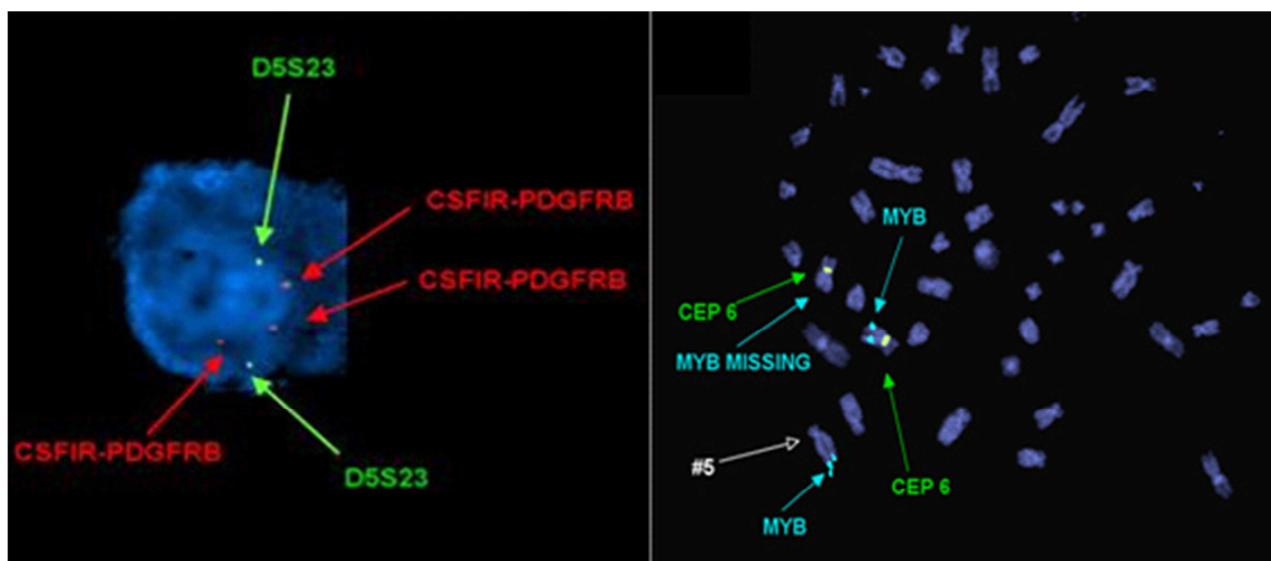 D5S23
CSFIR-PDGFRB
CSFIR-PDGFRB
CSFIR-PDGFRB
D5S23
MYB
CEP 6
MYB MISSING
#5
CEP 6
MYB